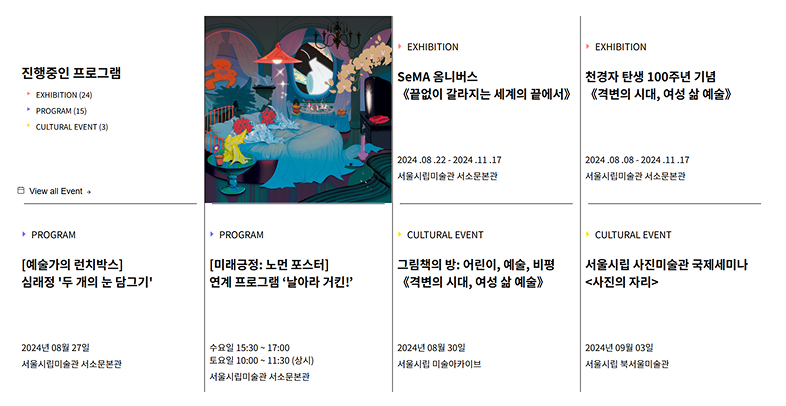 진행중인 프로그램
EXHIBITION (24)
PROGRAM (15)
CULTURAL EVENT (3)
View all Event
EXHIBITION
SeMA 옴니버스
《끝없이 갈라지는 세계의 끝에서》
2024 .08 .22 - 2024 .11 .17
서울시립미술관 서소문본관
EXHIBITION
천경자 탄생 100주년 기념
《격변의 시대, 여성 삶 예술》
2024 .08 .08 - 2024 .11 .17
서울시립미술관 서소문본관
PROGRAM
[예술가의 런치박스]
심래정 '두 개의 눈 담그기'
2024년 08월 27일
서울시립미술관 서소문본관
PROGRAM
[미래긍정: 노먼 포스터]
연계 프로그램 ‘날아라 거킨!’
수요일 15:30 ~ 17:00
토요일 10:00 ~ 11:30 (상시)
서울시립미술관 서소문본관
CULTURAL EVENT
그림책의 방: 어린이, 예술, 비평
《격변의 시대, 여성 삶 예술》
2024년 08월 30일
서울시립 미술아카이브
CULTURAL EVENT
서울시립 사진미술관 국제세미나
<사진의 자리>
2024년 09월 03일
서울시립 북서울미술관